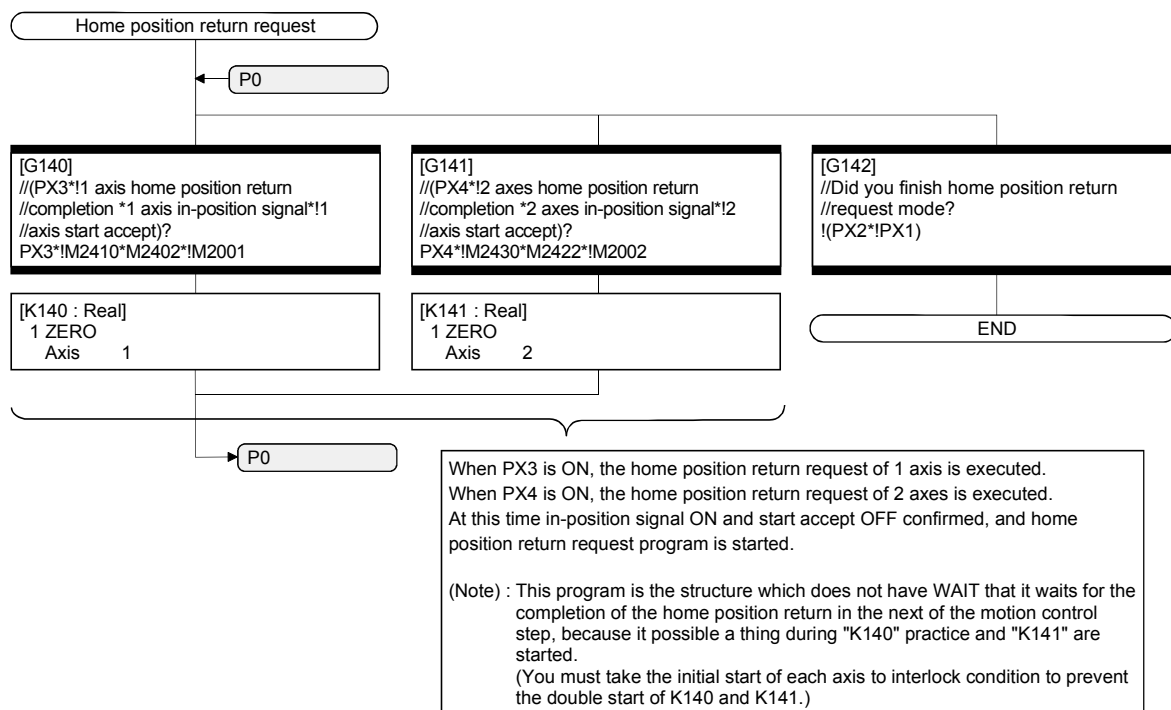 Home position return request
P0
[G140]
//(PX3*!1 axis home position return
//completion *1 axis in-position signal*!1
//axis start accept)?
PX3*!M2410*M2402*!M2001
[G141]
//(PX4*!2 axes home position return
//completion *2 axes in-position signal*!2
//axis start accept)?
PX4*!M2430*M2422*!M2002
[G142]
//Did you finish home position return
//request mode?
!(PX2*!PX1)
[K140 : Real]
1 ZERO
Axis 1
[K141 : Real]
1 ZERO
Axis 2
END
P0
When PX3 is ON, the home position return request of 1 axis is executed.
When PX4 is ON, the home position return request of 2 axes is executed.
At this time in-position signal ON and start accept OFF confirmed, and home
position return request program is started.
(Note) : This program is the structure which does not have WAIT that it waits for the
completion of the home position return in the next of the motion control
step, because it possible a thing during "K140" practice and "K141" are
started.
(You must take the initial start of each axis to interlock condition to prevent
the double start of K140 and K141.)